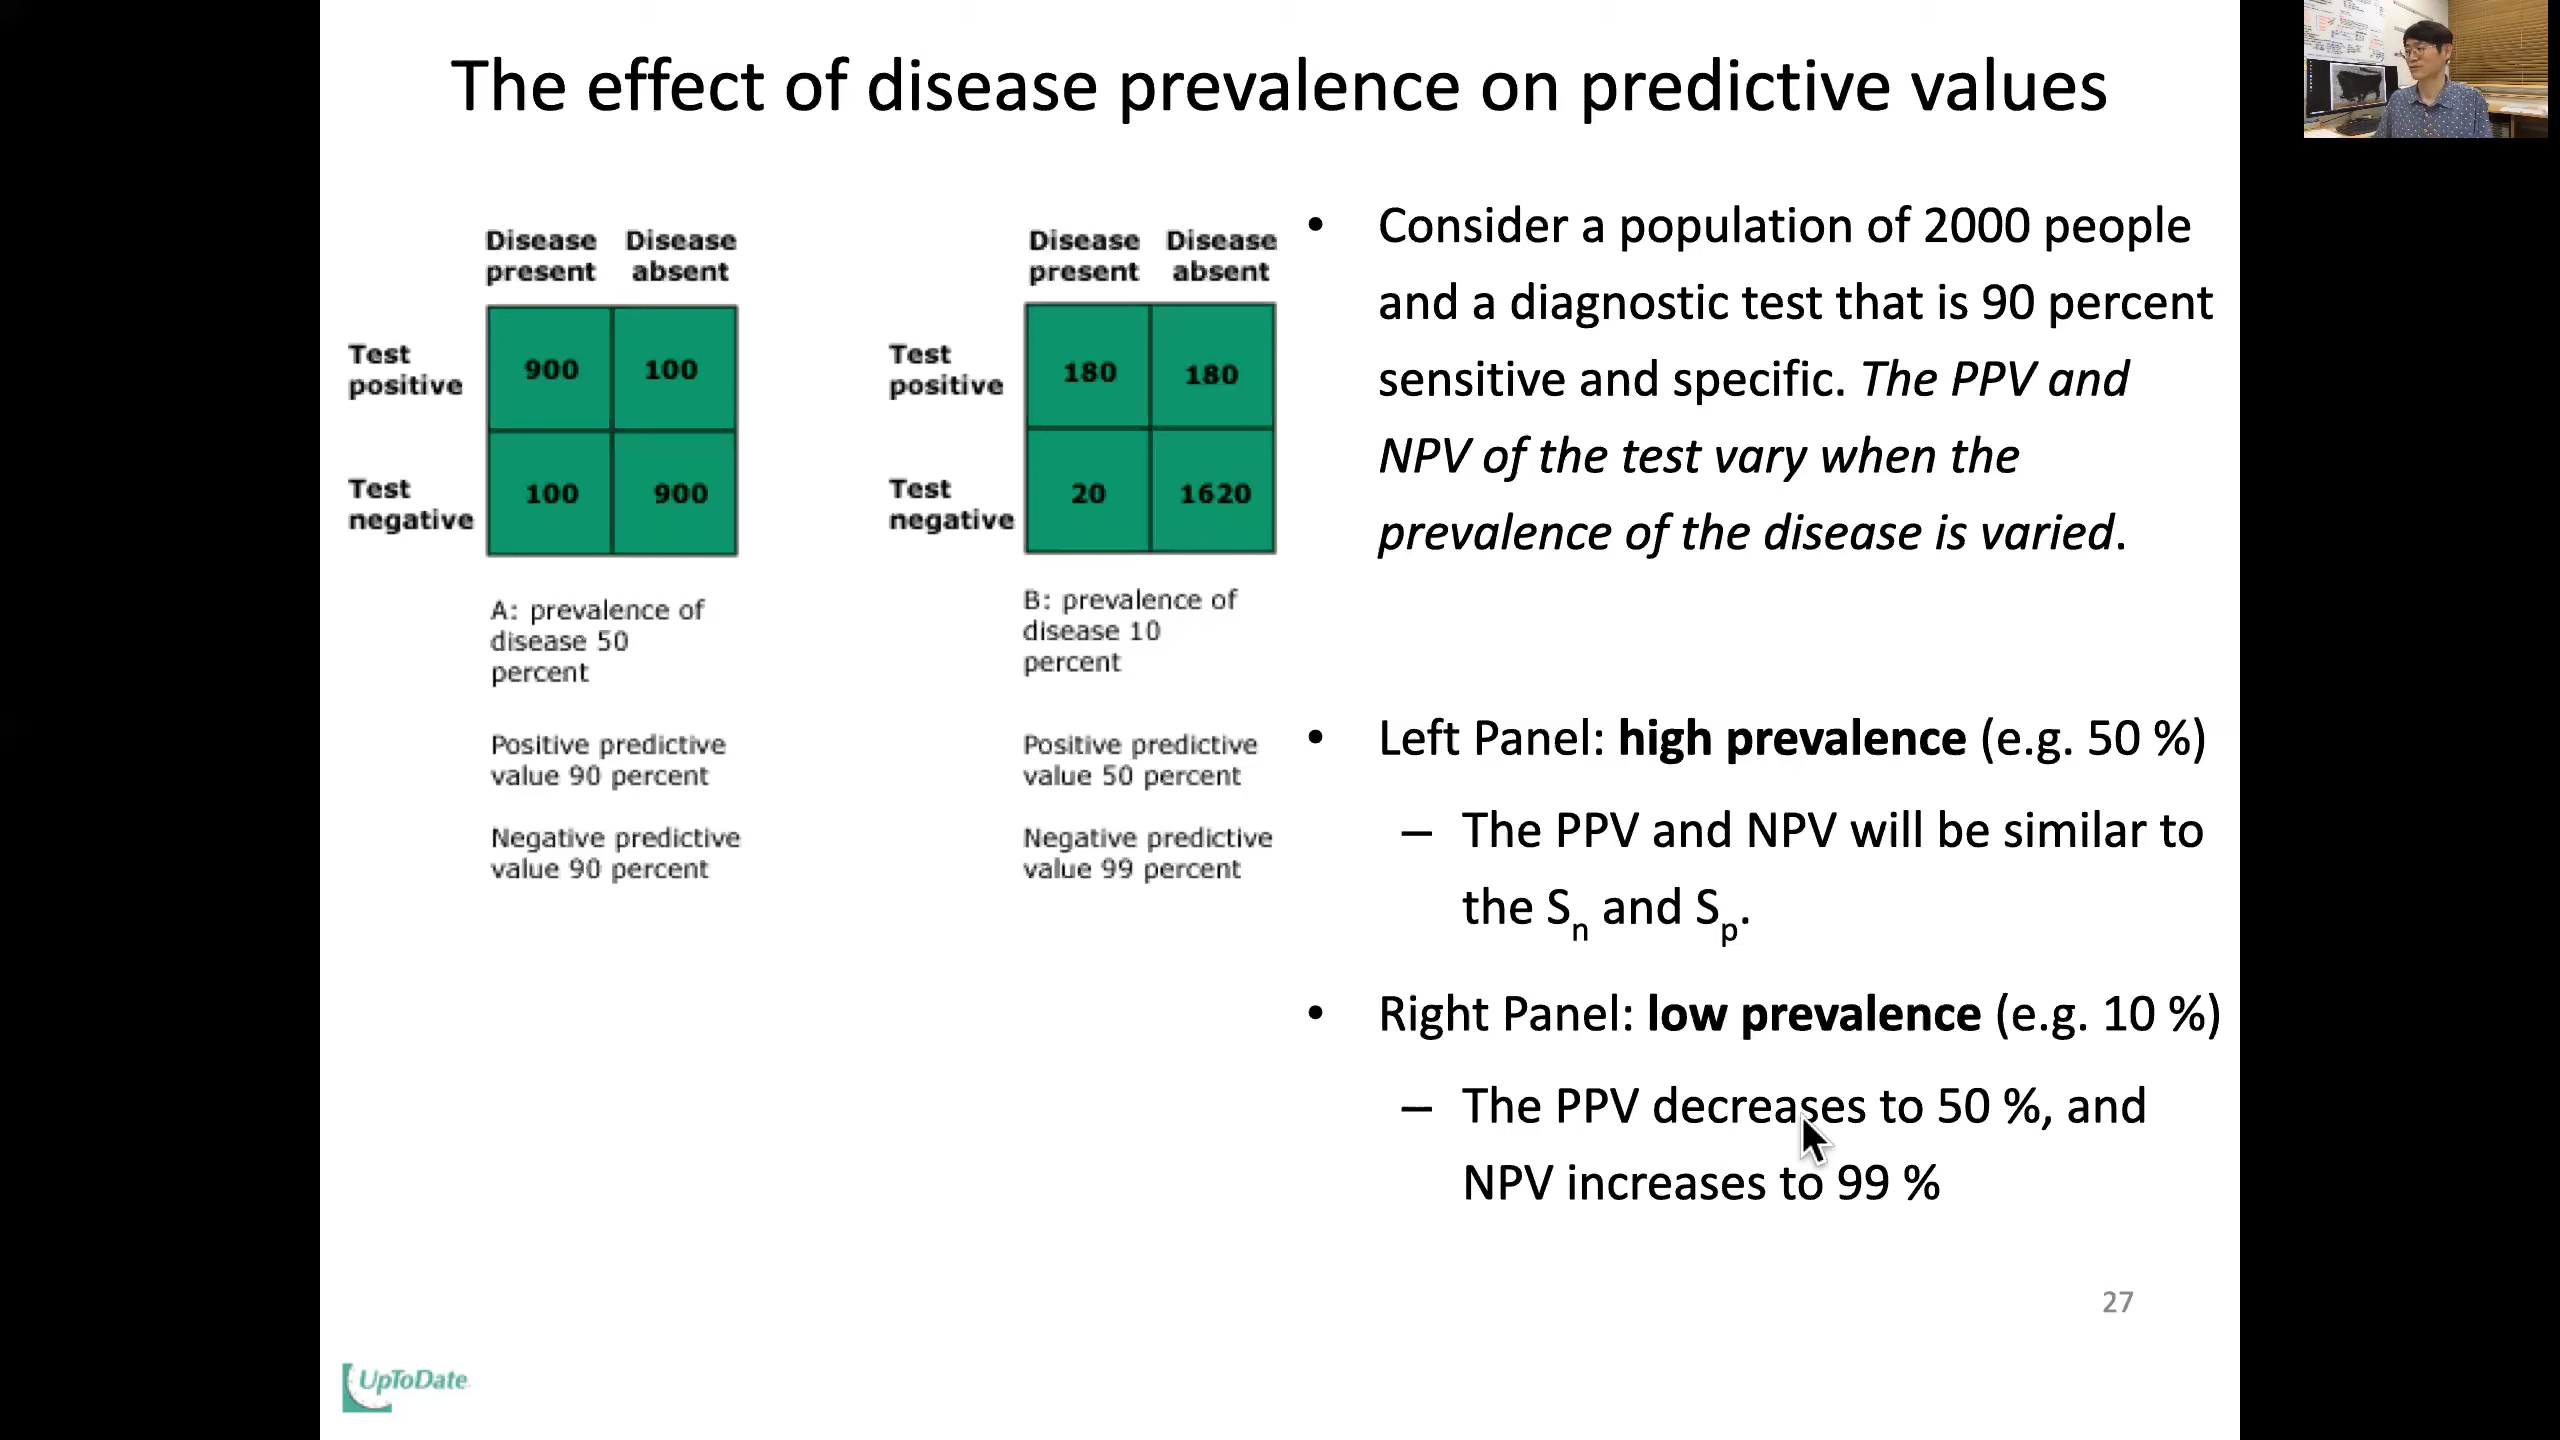 The effect of disease prevalence on predictive values
Disease Disease
present absent
Test
positive
900 100
Test
negative
100 900
A: prevalence of
disease 50
percent
Positive predictive
value 90 percent
Negative predictive
value 90 percent
Disease Disease
present absent
Test
positive
180 180
Test
negative
20 1620
B: prevalence of
disease 10
percent
Positive predictive
value 50 percent
Negative predictive
value 99 percent
• Consider a population of 2000 people
and a diagnostic test that is 90 percent
sensitive and specific. The PPV and
NPV of the test vary when the
prevalence of the disease is varied.
• Left Panel: high prevalence (e.g. 50 %)
– The PPV and NPV will be similar to
the Sn and Sp.
• Right Panel: low prevalence (e.g. 10 %)
– The PPV decreases to 50 %, and
NPV increases to 99 %
27
UpToDate